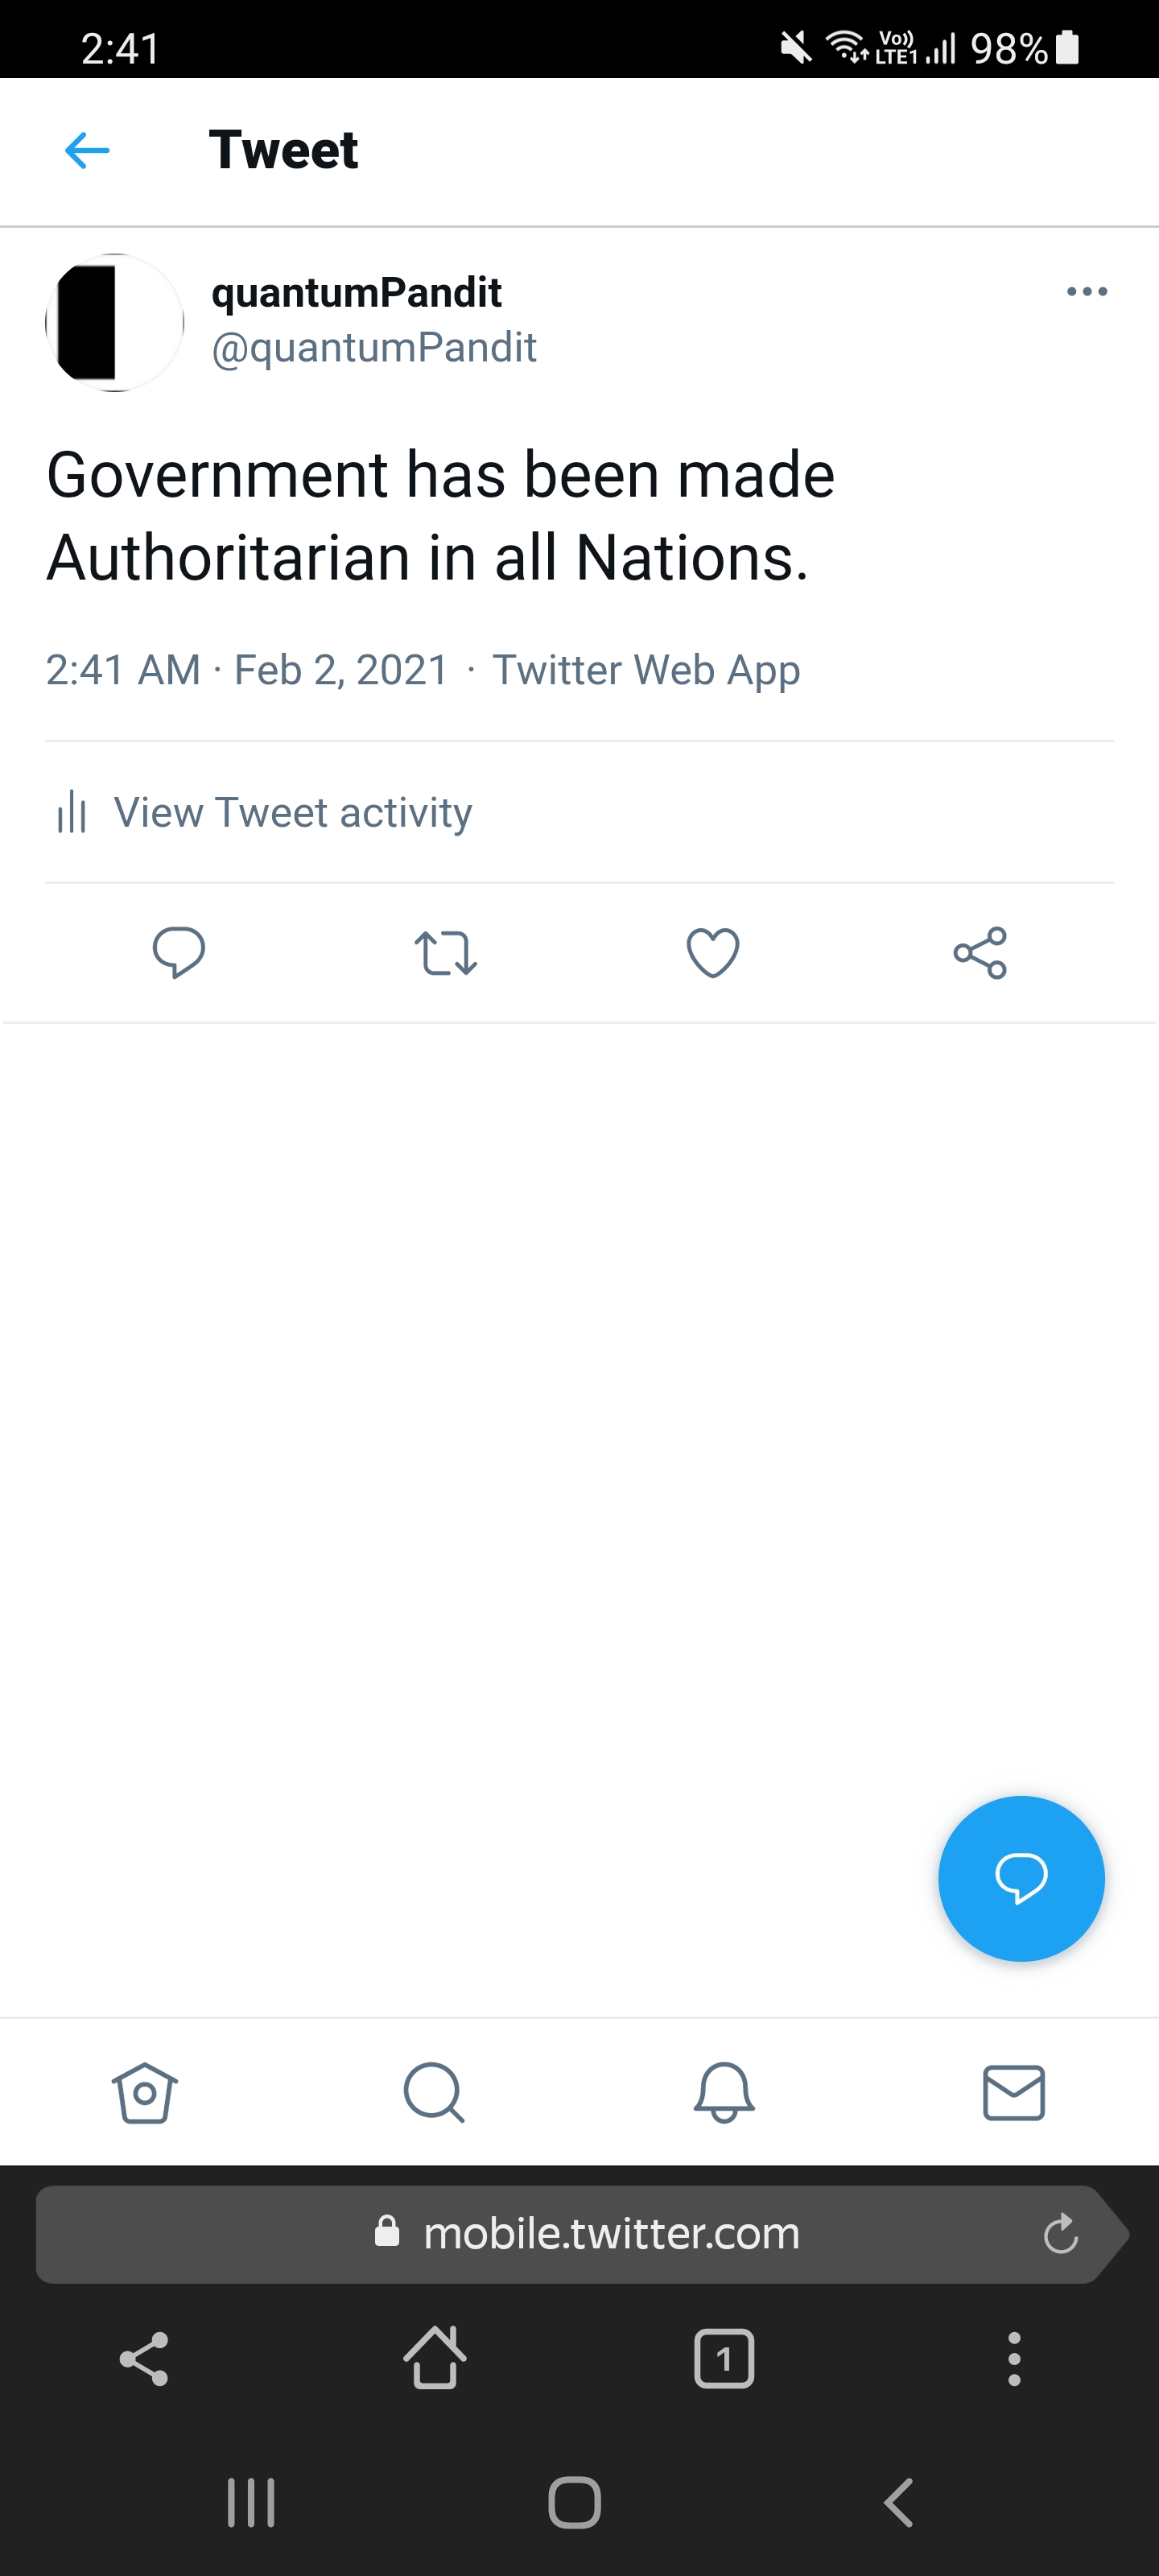 2:41
Vo))
LTE1
98%
Tweet
quantumPandit
@quantumPandit
Government has been made
Authoritarian in all Nations.
2:41 AM · Feb 2, 2021 · Twitter Web App
View Tweet activity
mobile.twitter.com
1